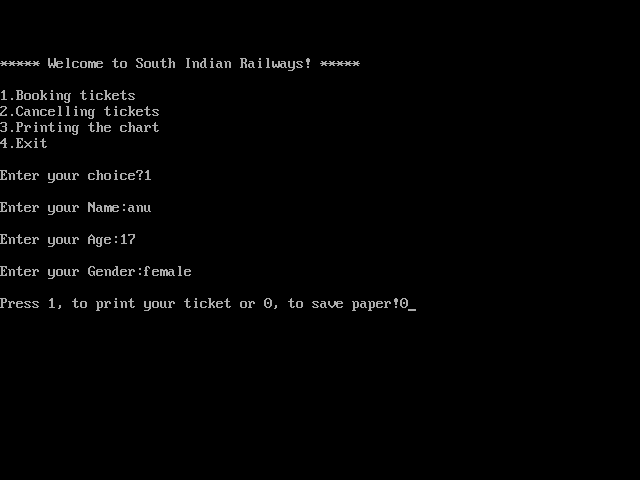 ***** Welcome to South Indian Railways! *****
1.Booking tickets
2.Cancelling tickets
3.Printing the chart
4.Exit
Enter your choice?1
Enter your Name:anu
Enter your Age:17
Enter your Gender:female
Press 1, to print your ticket or 0, to save paper!0_